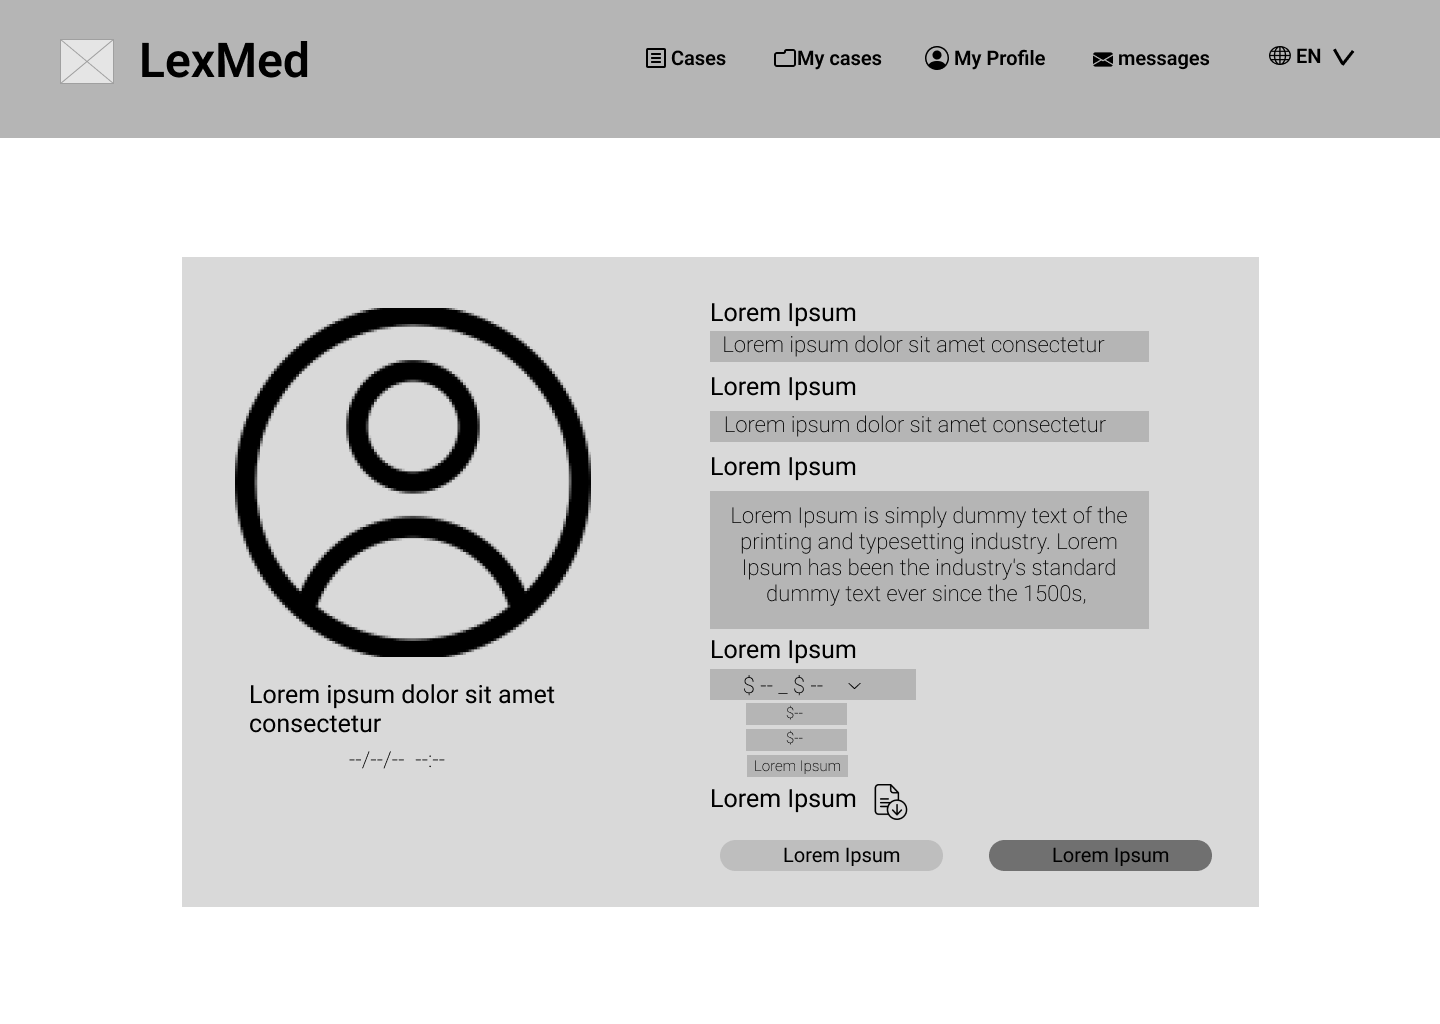 LexMed
Cases
My cases
My Profile
messages
EN
Lorem ipsum dolor sit amet
consectetur
--/--/-- --:--
Lorem Ipsum
Lorem ipsum dolor sit amet consectetur
Lorem Ipsum
Lorem ipsum dolor sit amet consectetur
Lorem Ipsum
Lorem Ipsum is simply dummy text of the
printing and typesetting industry. Lorem
Ipsum has been the industry's standard
dummy text ever since the 1500s,
Lorem Ipsum
$ -- _ $ --
$--
$--
Lorem Ipsum
Lorem Ipsum
Lorem Ipsum
Lorem Ipsum